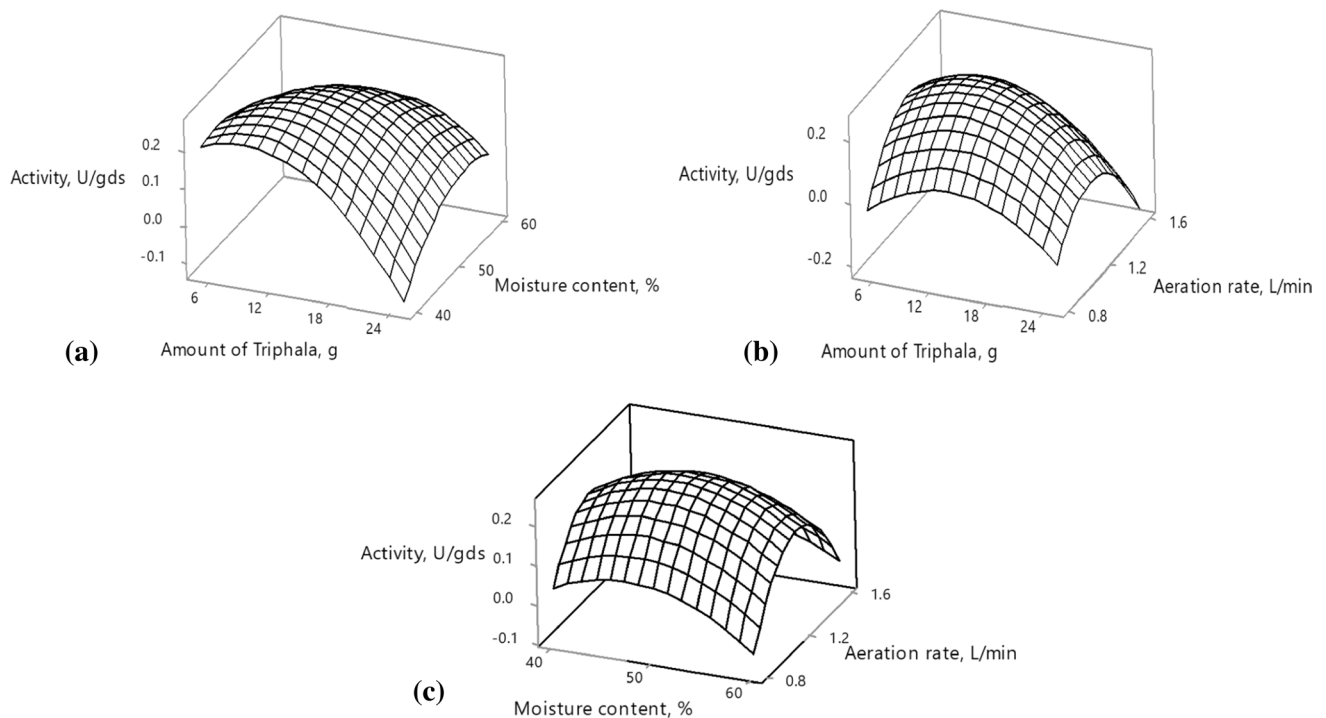 0.2
Activity, U/gds
0.1
0.0
-0.1
6
12
18
24
40
50
60
Moisture content, %
(a)
Amount of Triphala, g
0.2
Activity, U/gds
0.0
-0.2
6
12
18
24
0.8
1.2
1.6
Aeration rate, L/min
(b)
Amount of Triphala, g
0.2
Activity, U/gds
0.1
0.0
-0.1
40
50
60
0.8
1.2
1.6
Aeration rate, L/min
(c)
Moisture content, %